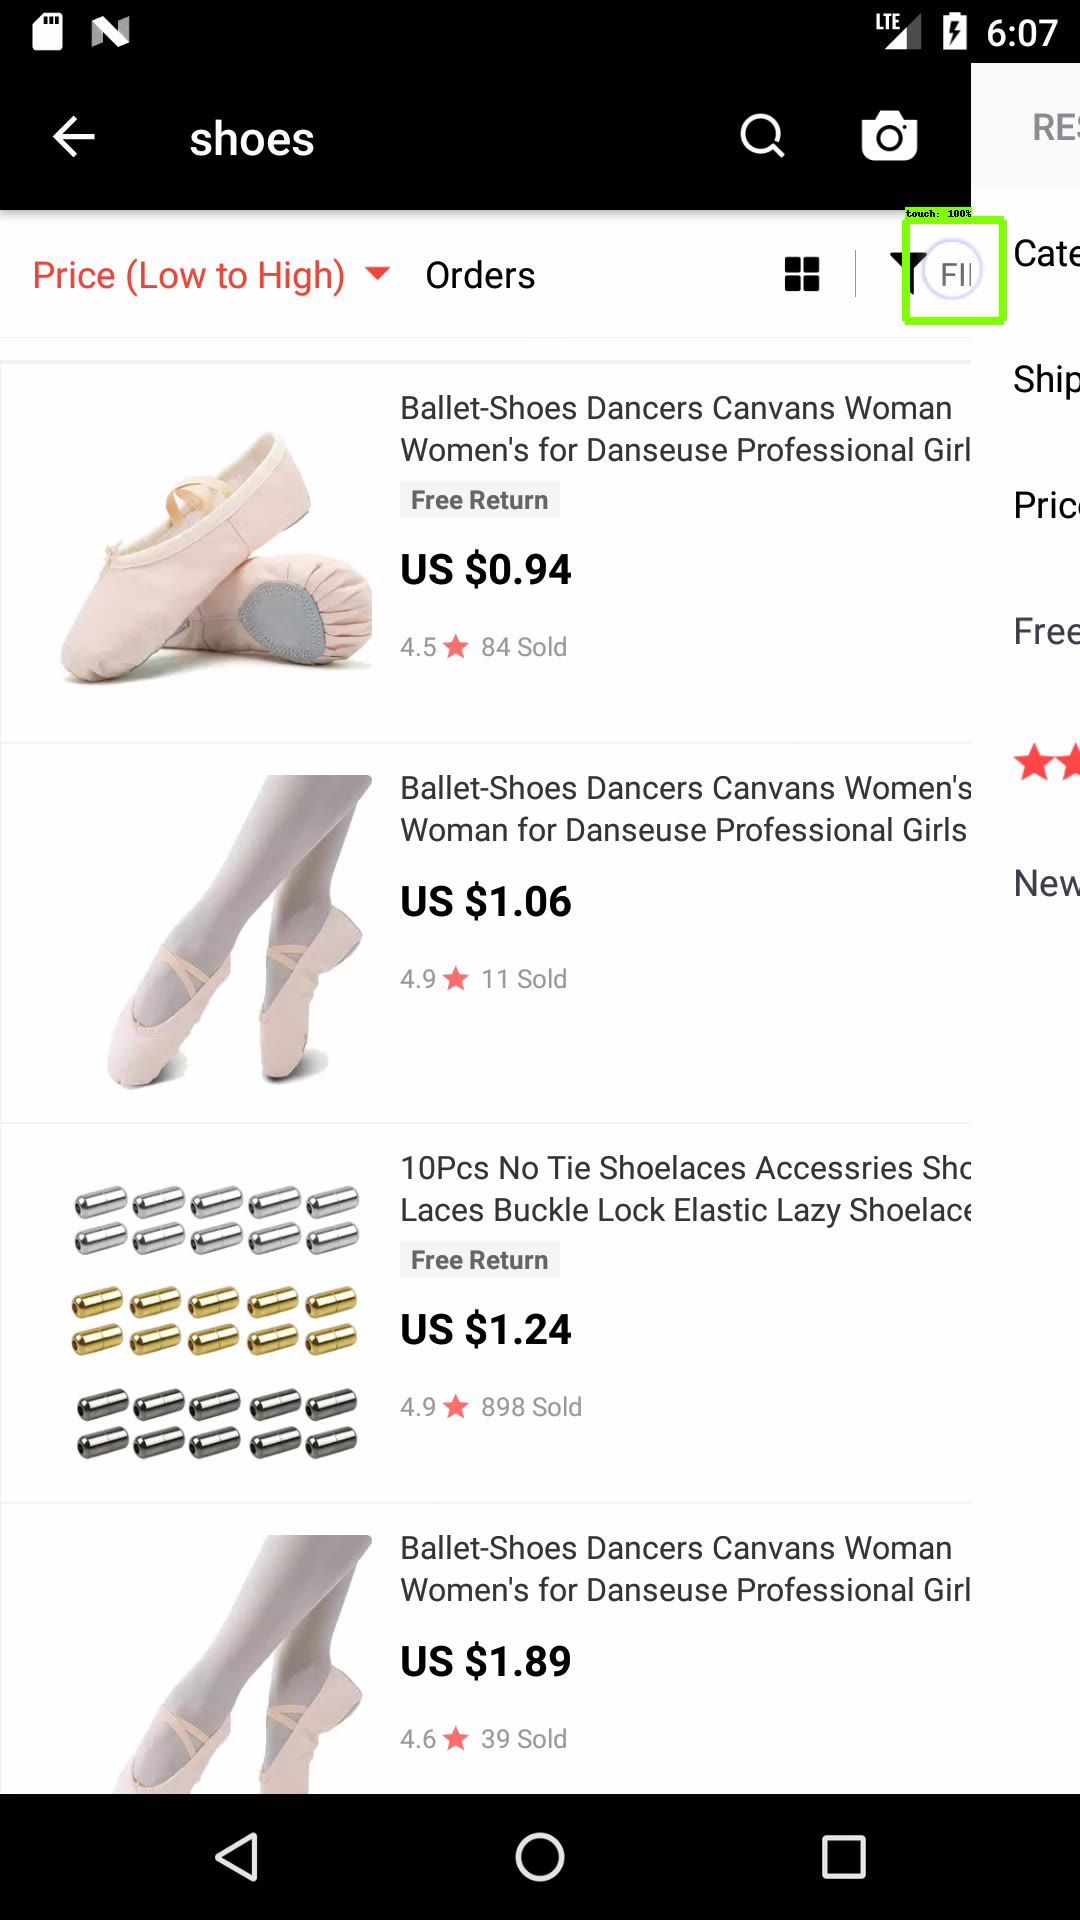 LTE 6:07
shoes
RES
touch: 100%
Price (Low to High) Orders FIl
Cate
Ship
Price
Free
New
Ballet-Shoes Dancers Canvans Woman
Women's for Danseuse Professional Girl
Free Return
US $0.94
4.5 84 Sold
Ballet-Shoes Dancers Canvans Women's
Woman for Danseuse Professional Girls
US $1.06
4.9 11 Sold
10Pcs No Tie Shoelaces Accessries Sho
Laces Buckle Lock Elastic Lazy Shoelace
Free Return
US $1.24
4.9 898 Sold
Ballet-Shoes Dancers Canvans Woman
Women's for Danseuse Professional Girl
US $1.89
4.6 39 Sold